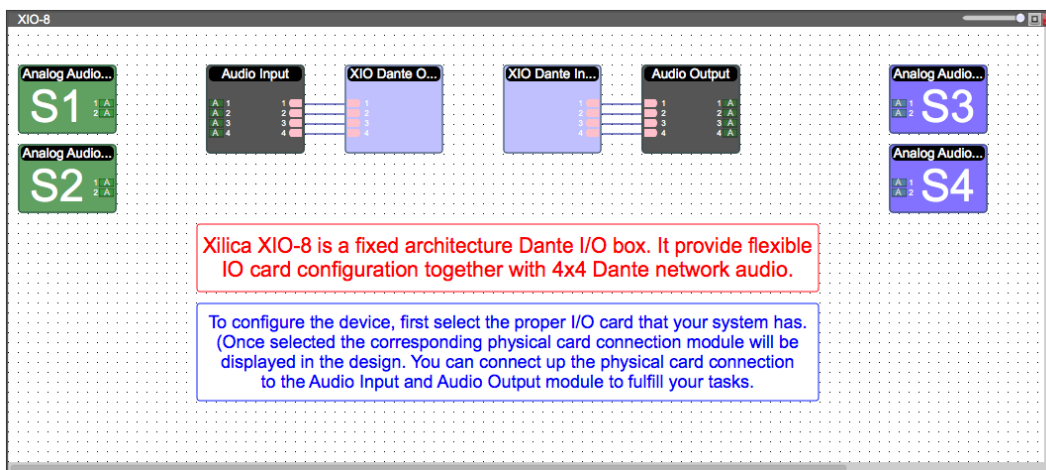 XIO-8
Analog Audio...
S1
1 A
2 A
Audio Input
A 1 1
A 2 2
A 3 3
A 4 4
XIO Dante O...
1
2
3
4
XIO Dante In...
1
2
3
4
Audio Output
1 1 A
2 2 A
3 3 A
4 4 A
Analog Audio...
A 1
A 2
S3
Analog Audio...
S2
1 A
2 A
Analog Audio...
A 1
A 2
S4
Xilica XIO-8 is a fixed architecture Dante I/O box. It provide flexible
IO card configuration together with 4x4 Dante network audio.
To configure the device, first select the proper I/O card that your system has.
(Once selected the corresponding physical card connection module will be
displayed in the design. You can connect up the physical card connection
to the Audio Input and Audio Output module to fulfill your tasks.